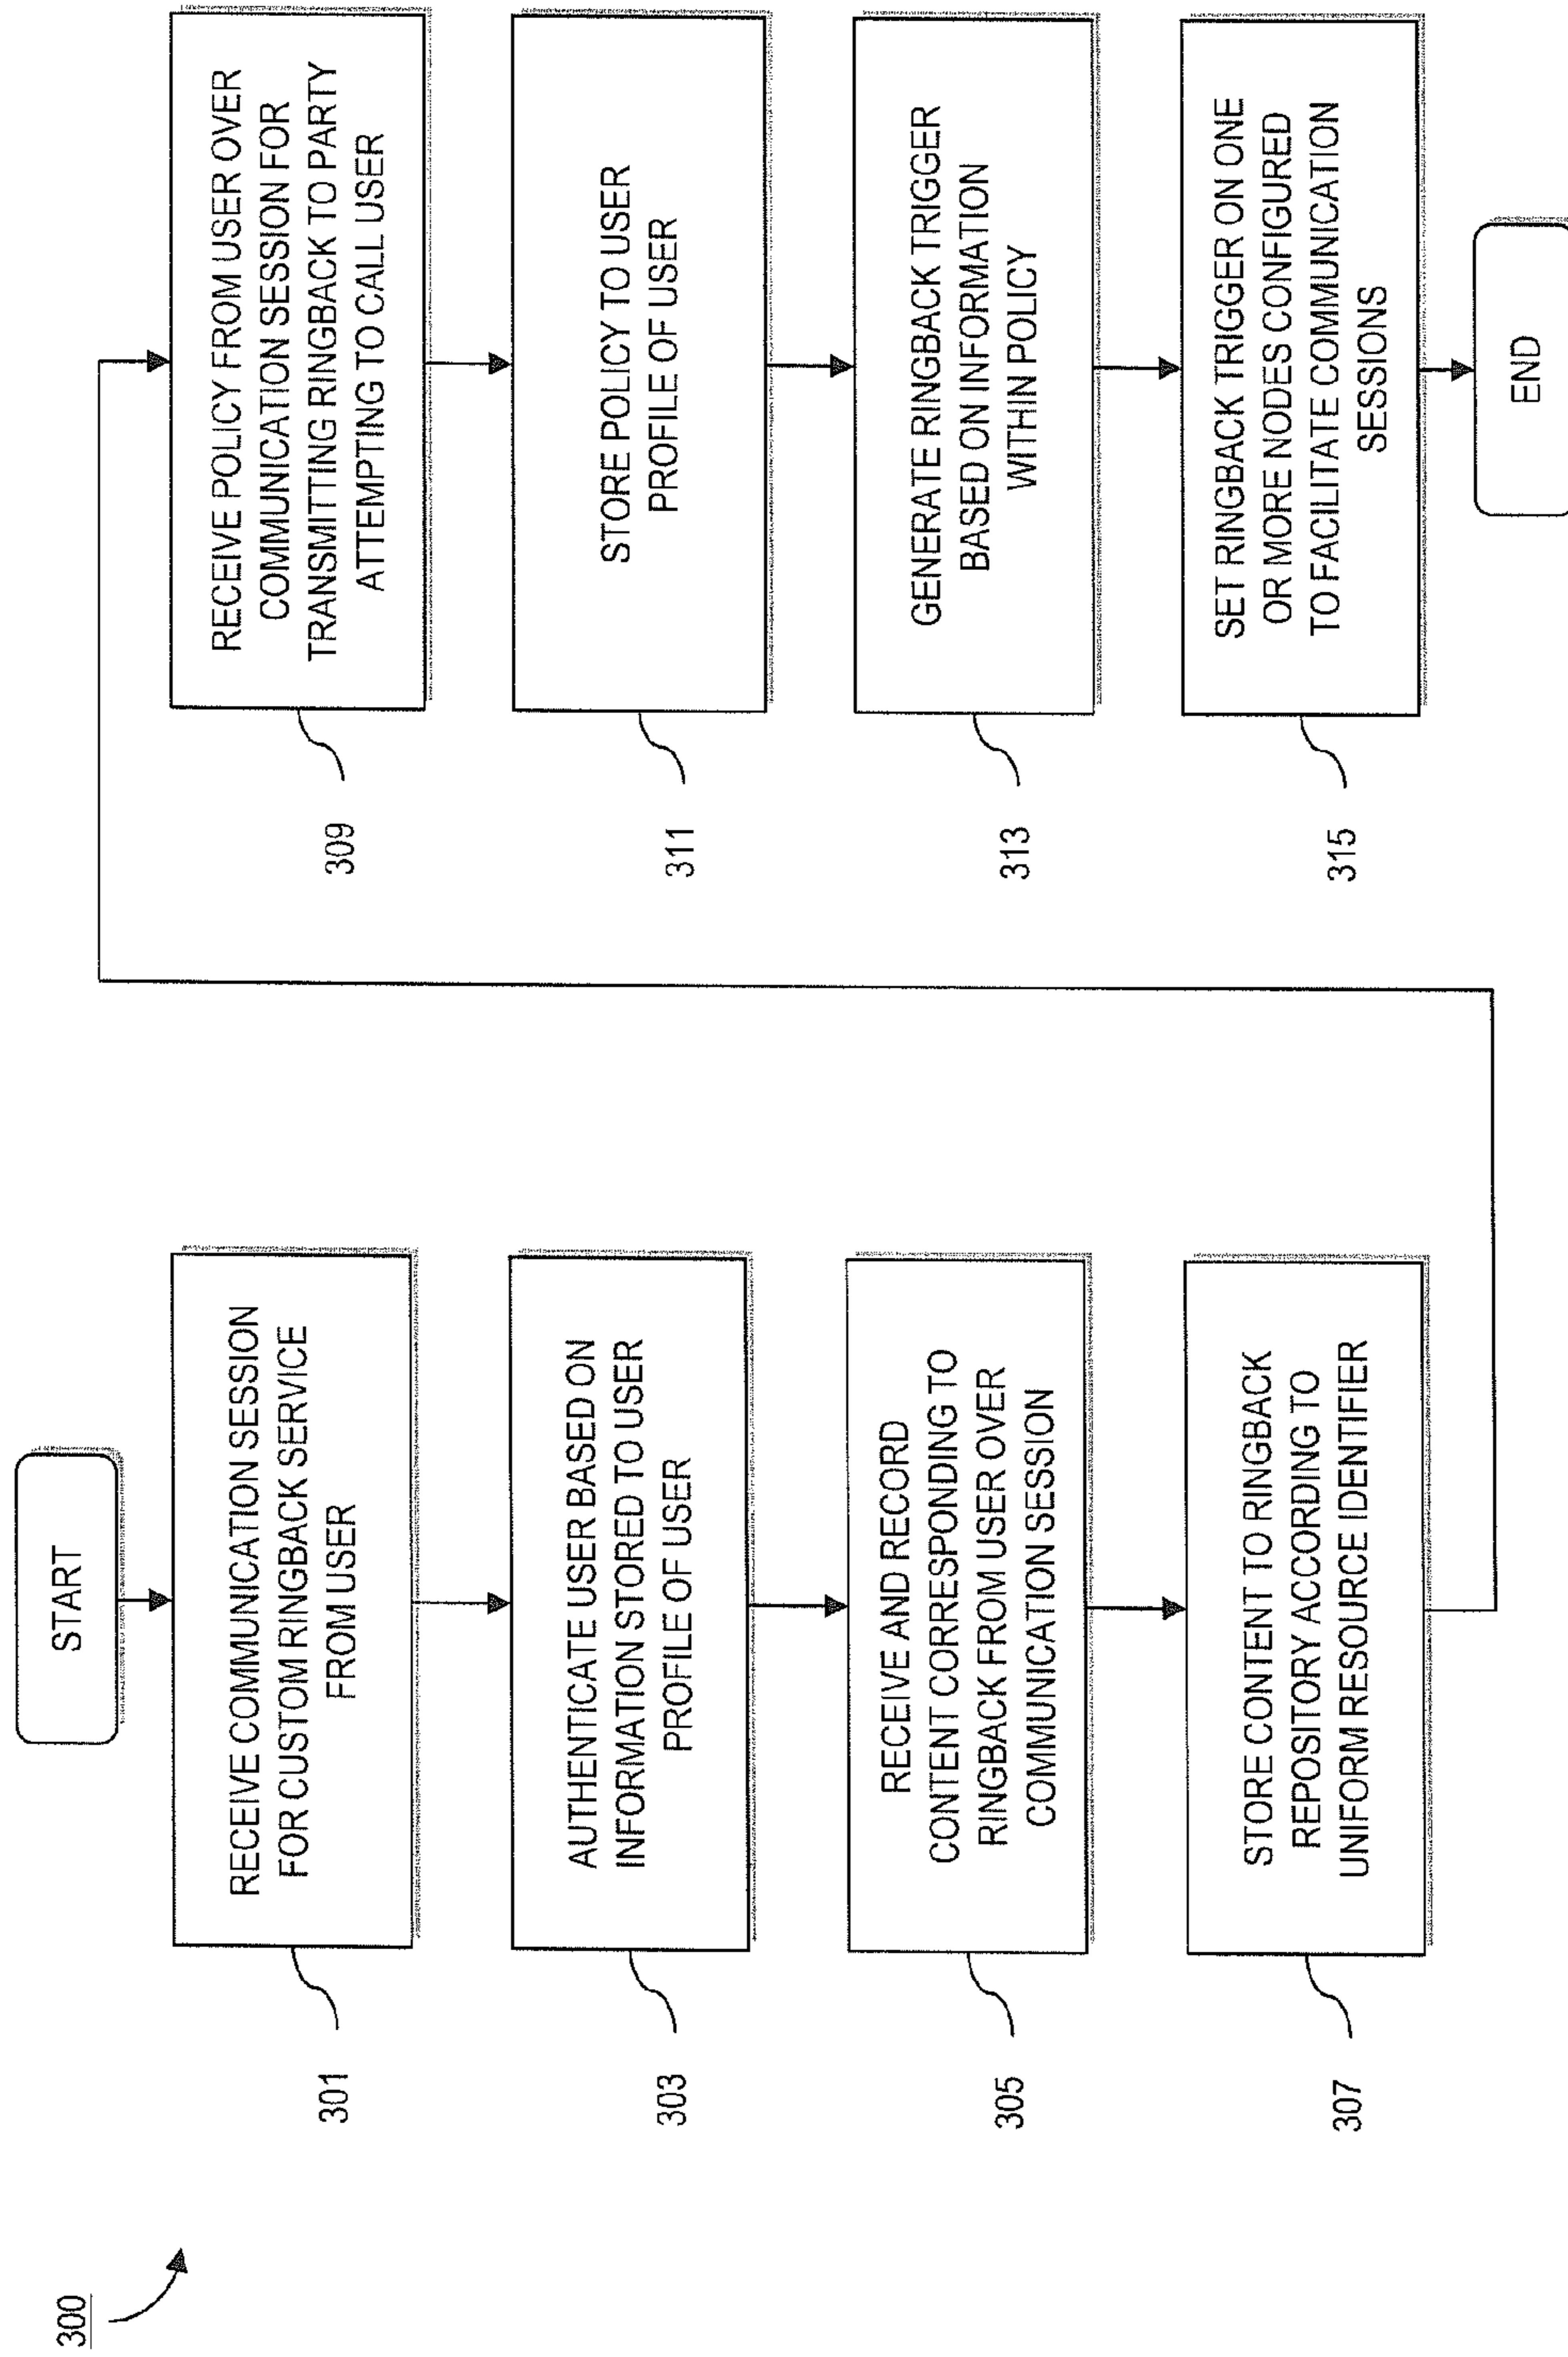 300
START
301
RECEIVE COMMUNICATION SESSION
FOR CUSTOM RINGBACK SERVICE
FROM USER
303
AUTHENTICATE USER BASED ON
INFORMATION STORED TO USER
PROFILE OF USER
305
RECEIVE AND RECORD
CONTENT CORRESPONDING TO
RINGBACK FROM USER OVER
COMMUNICATION SESSION
307
STORE CONTENT TO RINGBACK
REPOSITORY ACCORDING TO
UNIFORM RESOURCE IDENTIFIER
309
RECEIVE POLICY FROM USER OVER
COMMUNICATION SESSION FOR
TRANSMITTING RINGBACK TO PARTY
ATTEMPTING TO CALL USER
311
STORE POLICY TO USER
PROFILE OF USER
313
GENERATE RINGBACK TRIGGER
BASED ON INFORMATION
WITHIN POLICY
315
SET RINGBACK TRIGGER ON ONE
OR MORE NODES CONFIGURED
TO FACILITATE COMMUNICATION
SESSIONS
END